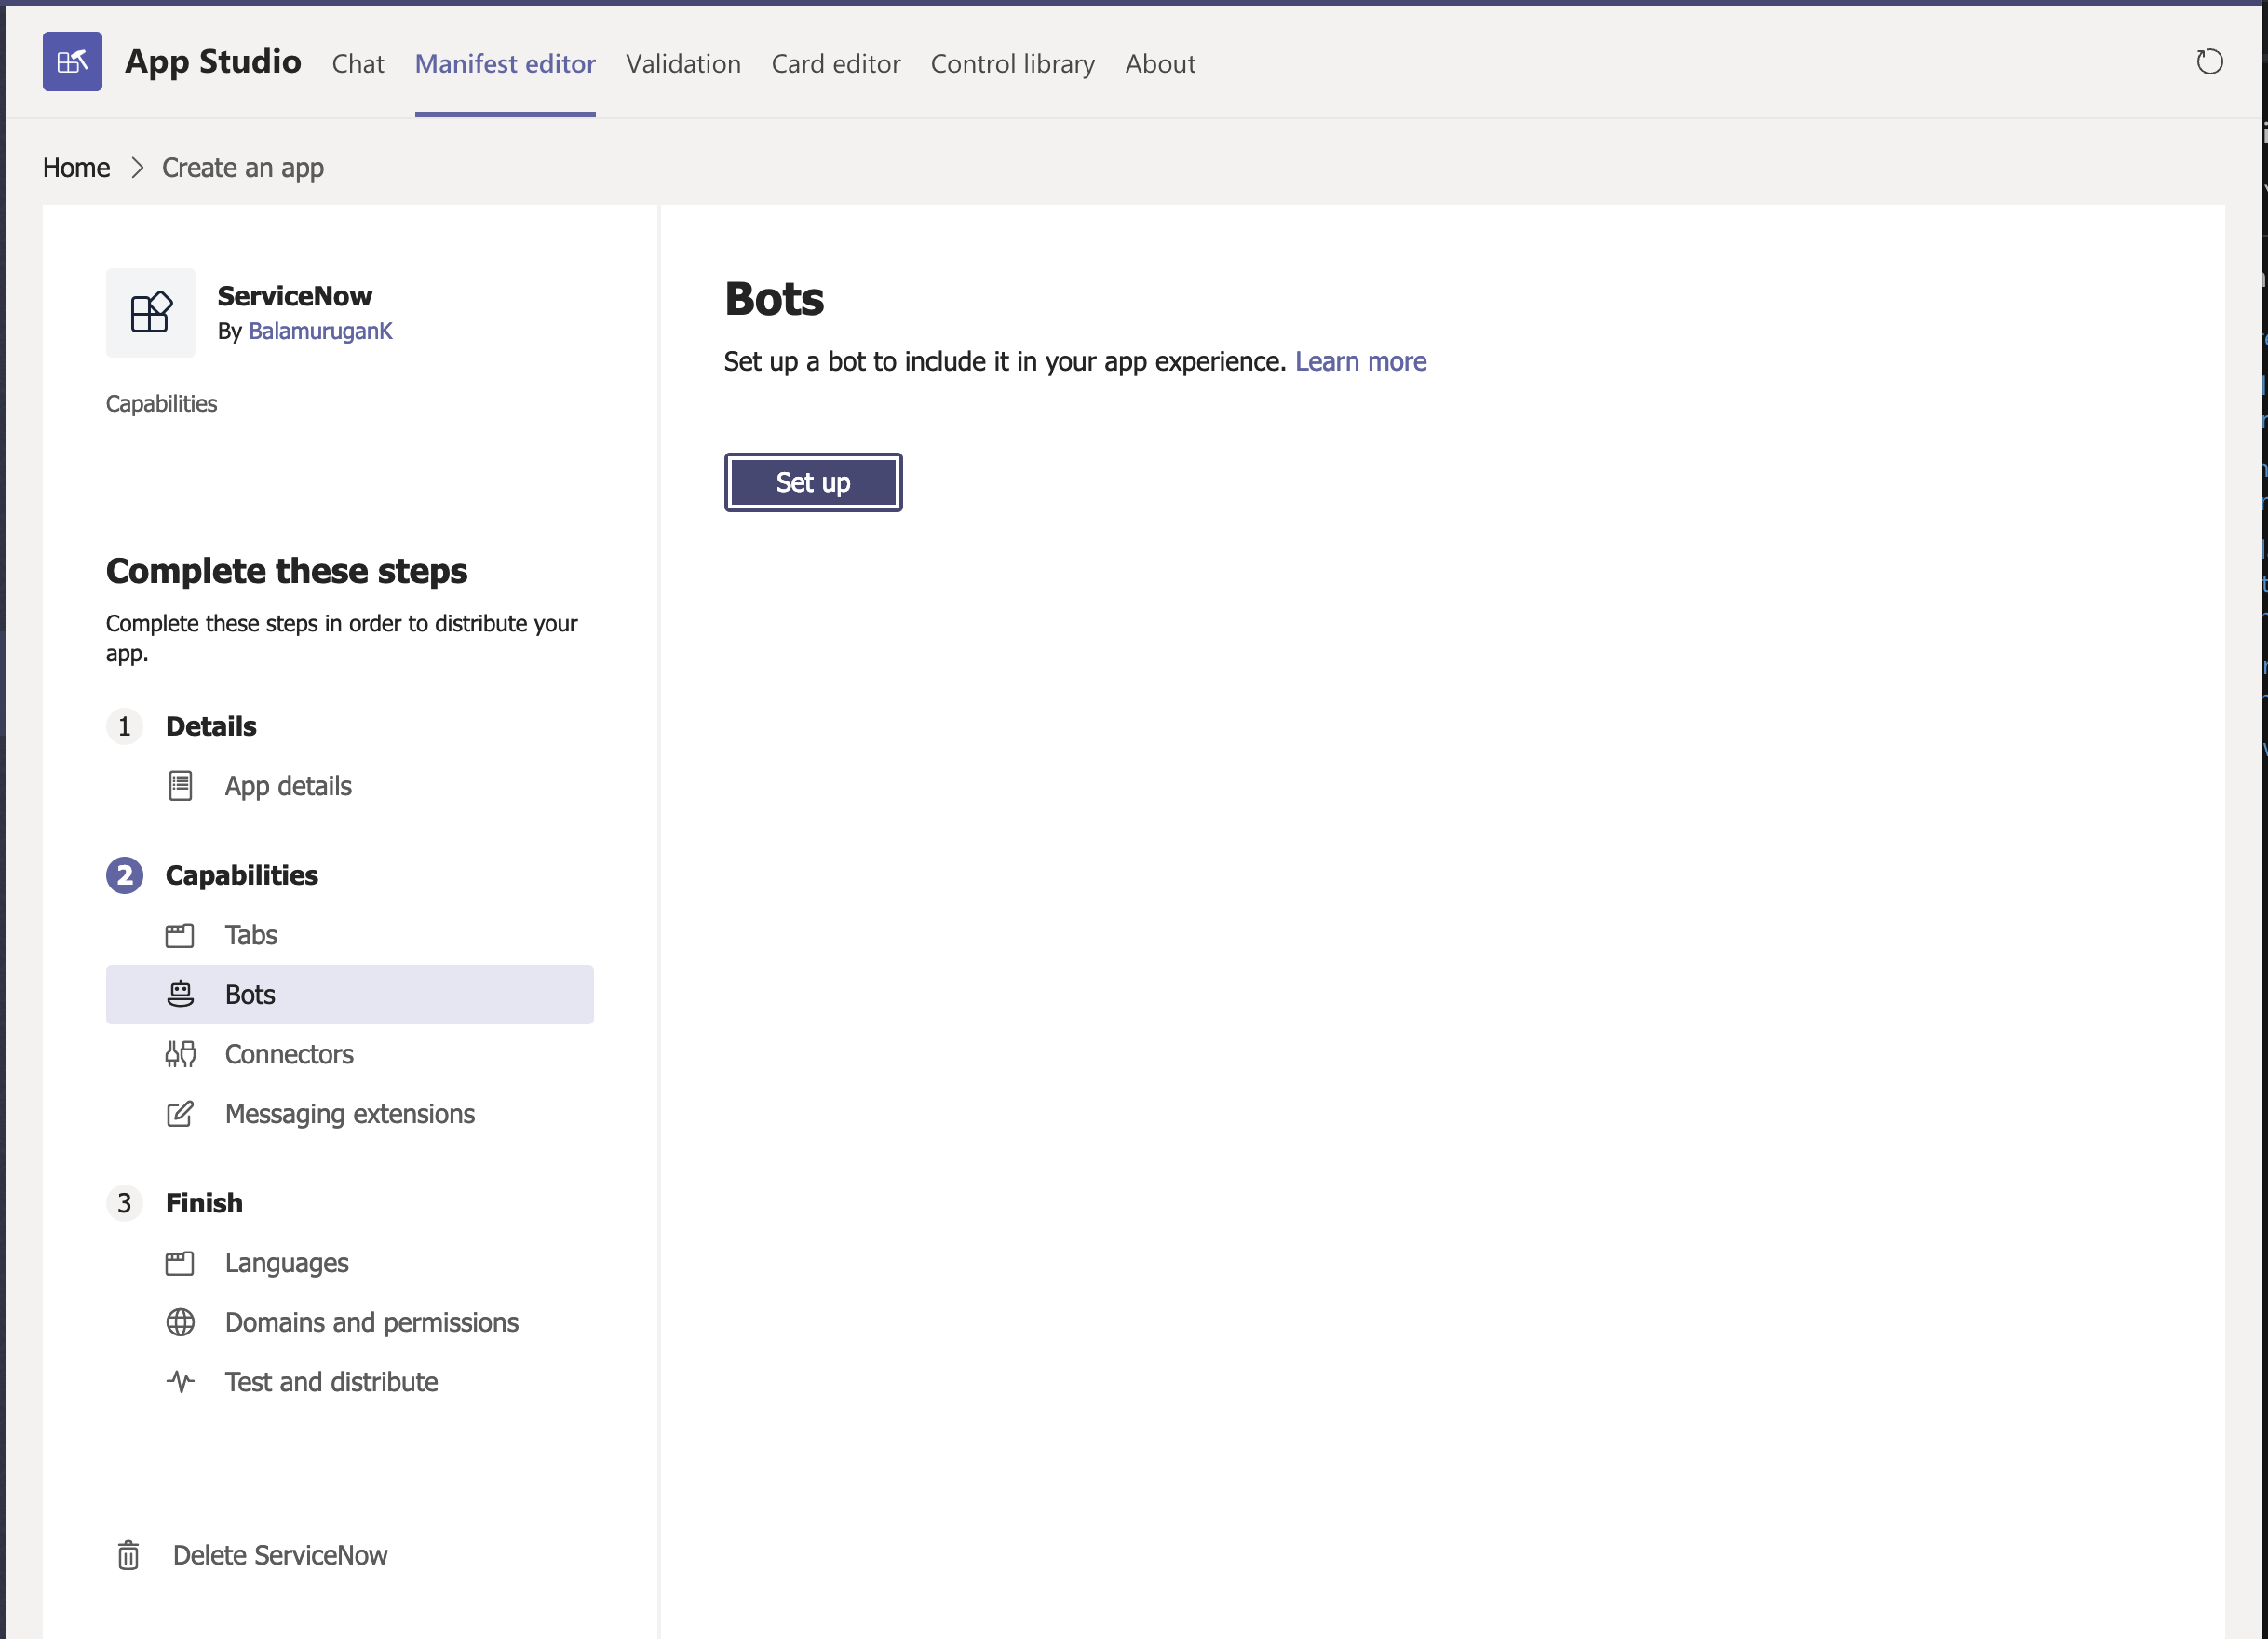 App Studio Chat Manifest editor Validation Card editor Control library About
Home Create an app
ServiceNow
By BalamuruganK
Capabilities
Complete these steps
Complete these steps in order to distribute your
app.
1 Details
App details
2 Capabilities
Tabs
Bots
Connectors
Messaging extensions
3 Finish
Languages
Domains and permissions
Test and distribute
Delete ServiceNow
Bots
Set up a bot to include it in your app experience. Learn more
Set up